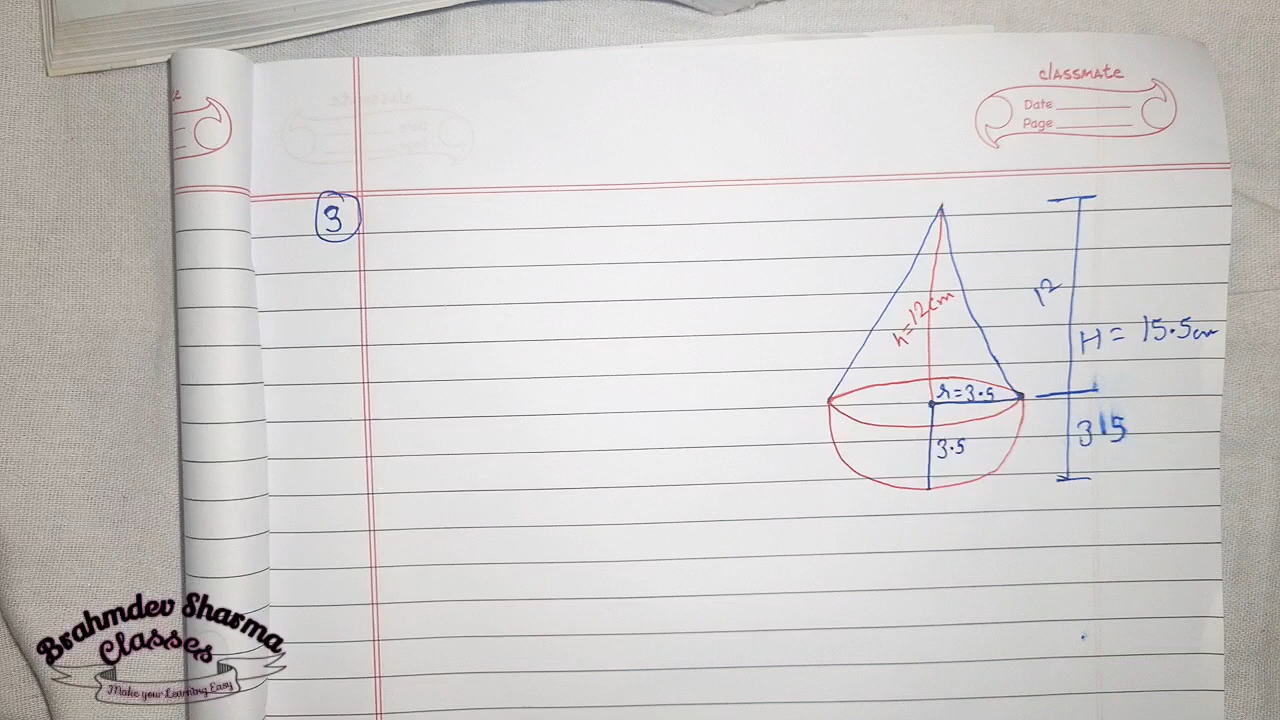 classmate
Date
Page
3
h=12cm
12
H = 15.5cm
r=3.5
3.5
3.5
Brahmdev Sharma
Classes
Make your Learning Easy